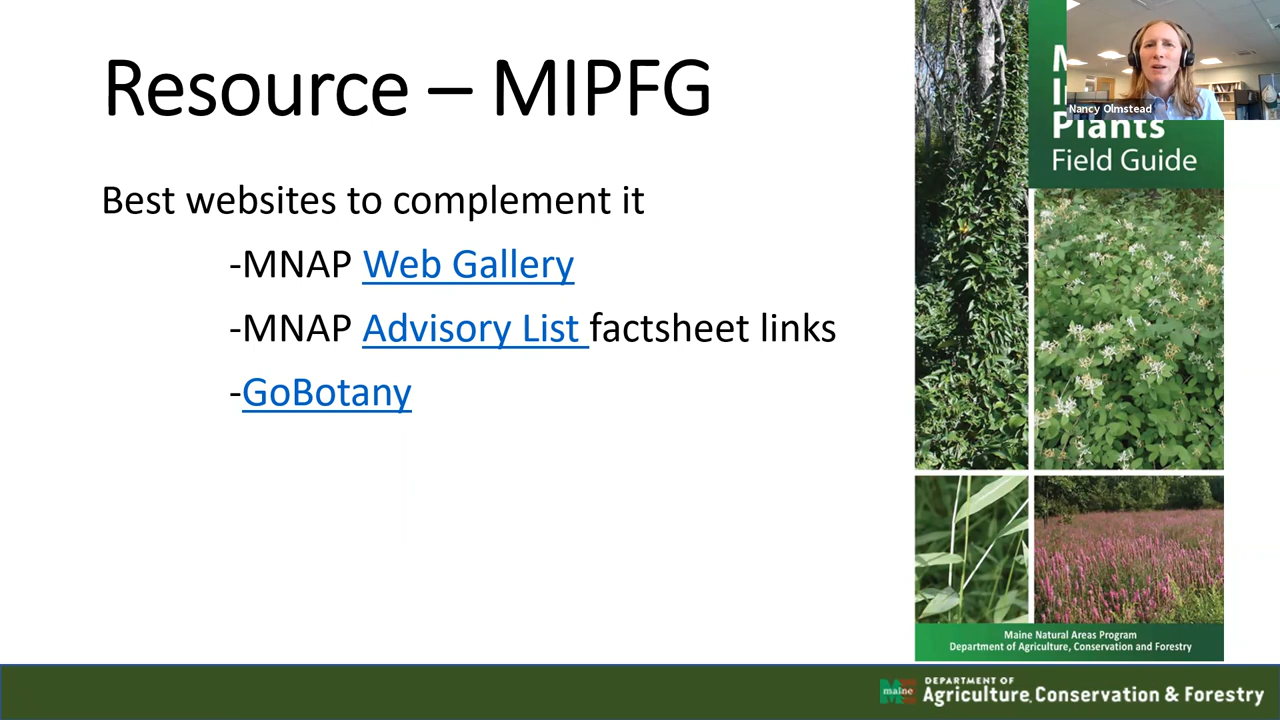 Resource – MIPFG
Best websites to complement it
-MNAP Web Gallery
-MNAP Advisory List factsheet links
-GoBotany
Nancy Olmstead
Plants
Field Guide
Maine Natural Areas Program
Department of Agriculture, Conservation and Forestry
maine
DEPARTMENT OF
Agriculture, Conservation & Forestry